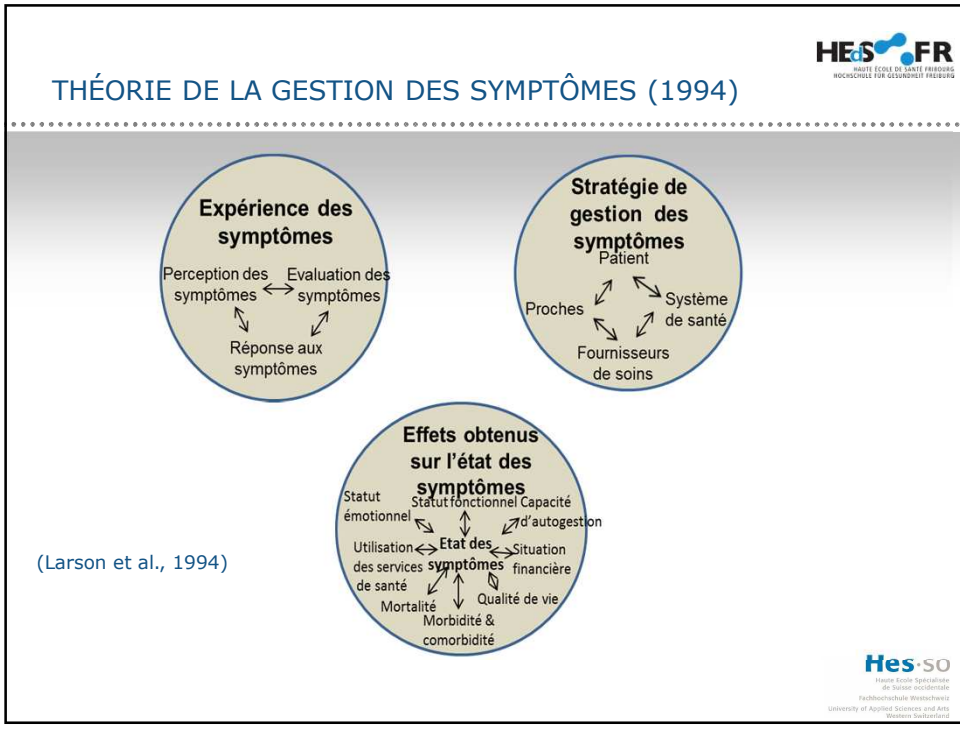 HEdS FR
HAUTE ÉCOLE DE SANTÉ FRIBOURG
HOCHSCHULE FÜR GESUNDHEIT FREIBURG
THÉORIE DE LA GESTION DES SYMPTÔMES (1994)
Expérience des
symptômes
Perception des
symptômes
Evaluation des
symptômes
Réponse aux
symptômes
Stratégie de
gestion des
symptômes
Patient
Proches
Système
de santé
Fournisseurs
de soins
Effets obtenus
sur l'état des
symptômes
Statut
émotionnel
Statut fonctionnel
Capacité
d'autogestion
Utilisation
des services
de santé
Etat des
symptômes
Situation
financière
Mortalité
Qualité de vie
Morbidité &
comorbidité
(Larson et al., 1994)
Hes·so
Haute Ecole Spécialisée
de Suisse occidentale
Fachhochschule Westschweiz
University of Applied Sciences and Arts
Western Switzerland